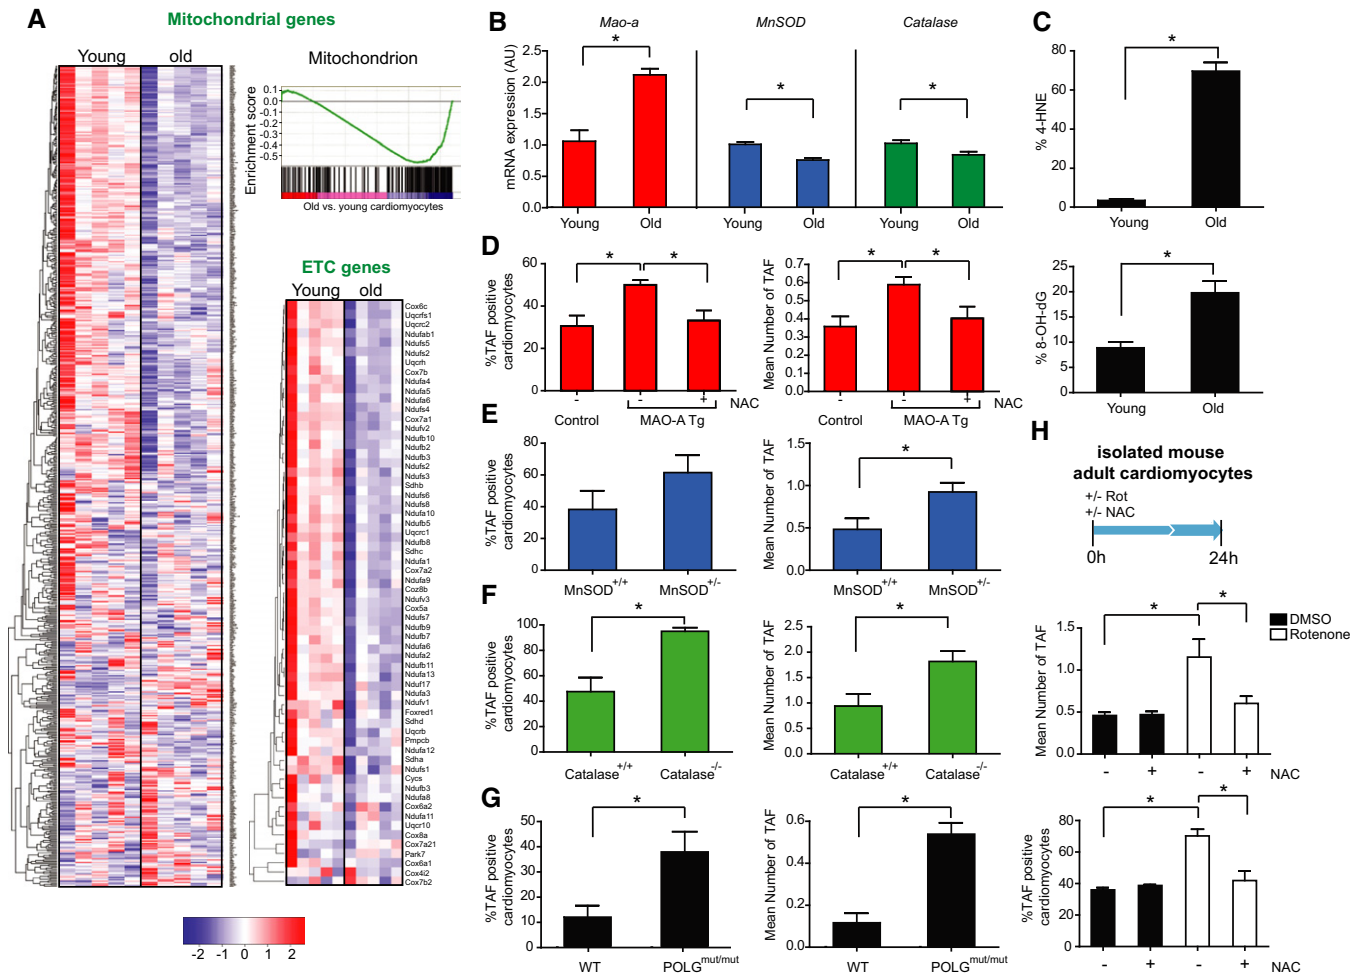 A
Mitochondrial genes
Young
old
Mitochondrion
Enrichment score
0.1
0.0
-0.1
-0.2
-0.3
-0.4
-0.5
Old vs. young cardiomyocytes
ETC genes
Young
old
Cox6c
Uqcrfs1
Uqcrc2
Ndufab1
Ndufs5
Ndufs2
Uqcrh
Cox7b
Ndufa4
Ndufa5
Ndufa6
Ndufs4
Cox7a1
Ndufv2
Ndufb10
Ndufb2
Ndufb3
Ndufs2
Ndufs3
Sdhb
Ndufs6
Ndufs8
Ndufa10
Ndufb5
Uqcrc1
Ndufb8
Sdhc
Ndufa1
Cox7a2
Ndufa9
Coz8b
Ndufv3
Cox5a
Ndufs7
Ndufb9
Ndufb7
Ndufa6
Ndufa2
Ndufb11
Ndufa13
Nduf17
Ndufa3
Ndufv1
Foxred1
Sdhd
Uqcrb
Pmpcb
Ndufa12
Sdha
Ndufs1
Cycs
Ndufb3
Ndufa8
Cox6a2
Ndufa11
Uqcr10
Cox8a
Cox7a21
Park7
Cox6a1
Cox4i2
Cox7b2
-2 -1 0 1 2
B
Mao-a
MnSOD
Catalase
mRNA expression (AU)
2.5
2.0
1.5
1.0
0.5
0.0
* * *
Young Old Young Old Young Old
C
% 4-HNE
80
60
40
20
0
*
Young Old
% 8-OH-dG
25
20
15
10
5
0
*
Young Old
D
%TAF positive
cardiomyocytes
60
40
20
0
* *
- - + NAC
Control MAO-A Tg
Mean Number of TAF
0.7
0.6
0.5
0.4
0.3
0.2
0.1
0.0
* *
- - + NAC
Control MAO-A Tg
E
%TAF positive
cardiomyocytes
80
60
40
20
0
MnSOD+/+ MnSOD+/-
Mean Number of TAF
1.5
1.0
0.5
0.0
*
MnSOD+/+ MnSOD+/-
F
%TAF positive
cardiomyocytes
100
80
60
40
20
0
*
Catalase+/+ Catalase-/-
Mean Number of TAF
2.5
2.0
1.5
1.0
0.5
0.0
*
Catalase+/+ Catalase-/-
G
%TAF positive
cardiomyocytes
50
40
30
20
10
0
*
WT POLGmut/mut
Mean Number of TAF
0.6
0.4
0.2
0.0
*
WT POLGmut/mut
H
isolated mouse
adult cardiomyocytes
+/- Rot
+/- NAC
0h 24h
DMSO
Rotenone
Mean Number of TAF
1.5
1.0
0.5
0.0
* *
- + - + NAC
%TAF positive
cardiomyocytes
80
60
40
20
0
* *
- + - + NAC